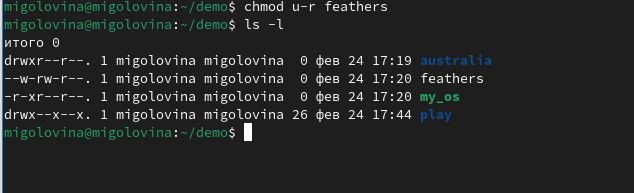 migolovina@migolovina:~/demo$ chmod u-r feathers
migolovina@migolovina:~/demo$ ls -l
итого 0
drwxr--r--. 1 migolovina migolovina  0 фев 24 17:19 australia
--w-rw-r--. 1 migolovina migolovina  0 фев 24 17:20 feathers
-r-xr--r--. 1 migolovina migolovina  0 фев 24 17:20 my_os
drwx--x--x. 1 migolovina migolovina 26 фев 24 17:44 play
migolovina@migolovina:~/demo$